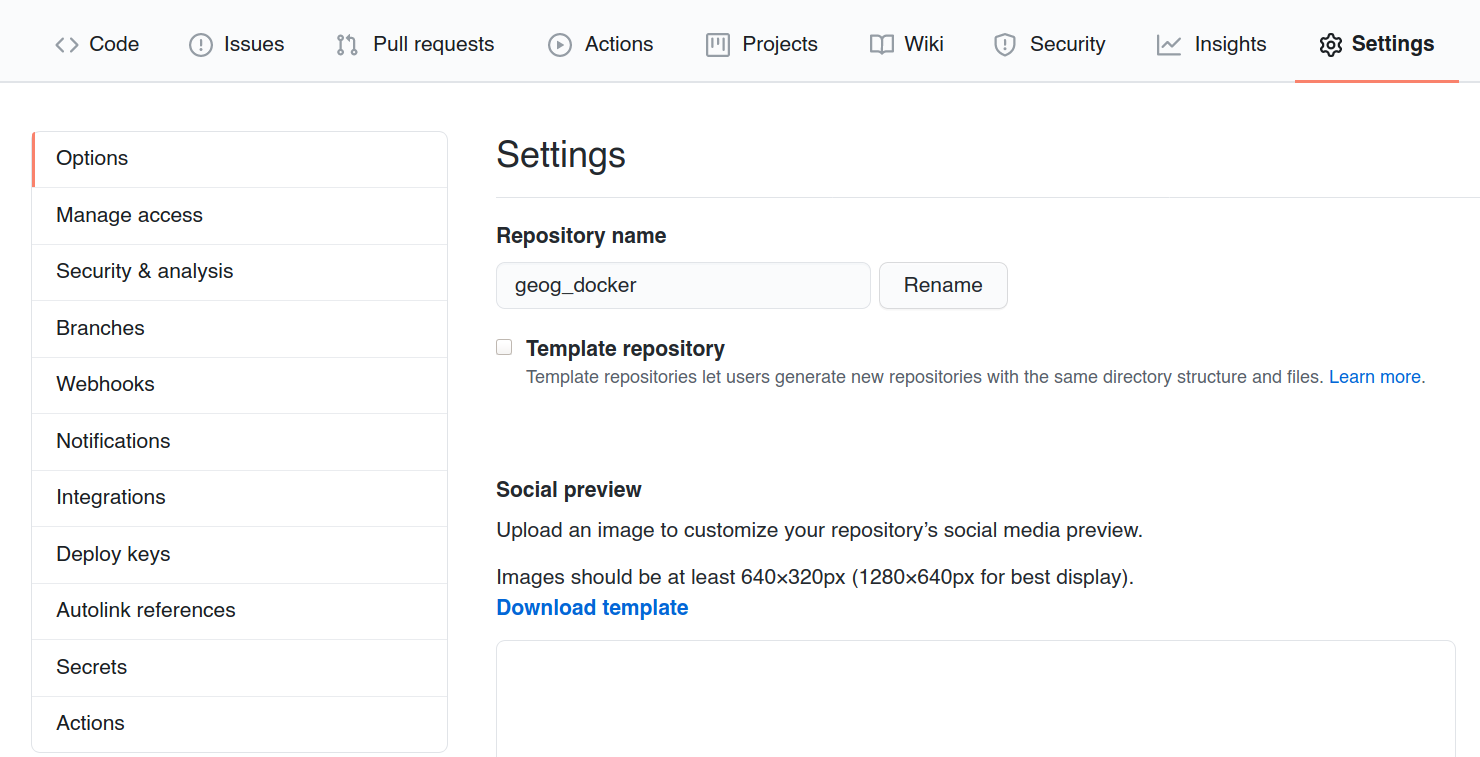 Code Issues Pull requests Actions Projects Wiki Security Insights Settings
Options
Manage access
Security & analysis
Branches
Webhooks
Notifications
Integrations
Deploy keys
Autolink references
Secrets
Actions
Settings
Repository name
geog_docker Rename
Template repository
Template repositories let users generate new repositories with the same directory structure and files. Learn more.
Social preview
Upload an image to customize your repository’s social media preview.
Images should be at least 640×320px (1280×640px for best display).
Download template